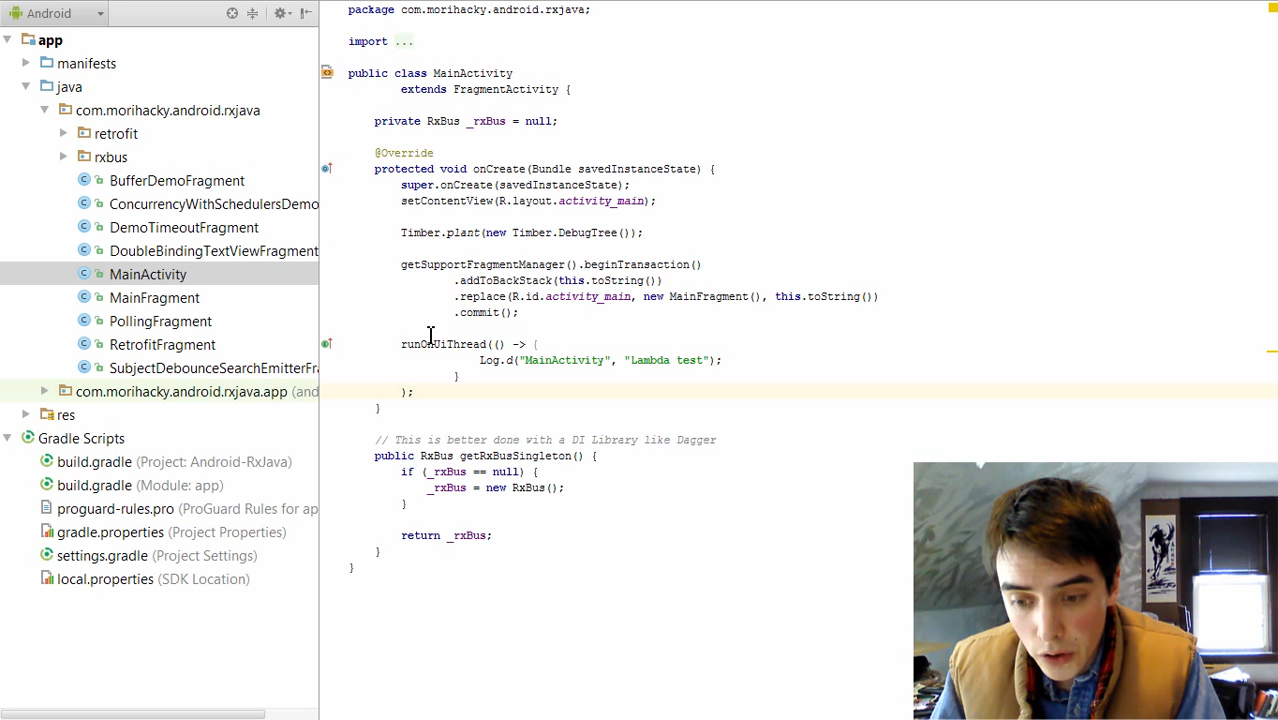 Android
app
manifests
java
com.morihacky.android.rxjava
retrofit
rxbus
BufferDemoFragment
ConcurrencyWithSchedulersDemo
DemoTimeoutFragment
DoubleBindingTextViewFragment
MainActivity
MainFragment
PollingFragment
RetrofitFragment
SubjectDebounceSearchEmitterFra
com.morihacky.android.rxjava.app (and
res
Gradle Scripts
build.gradle (Project: Android-RxJava)
build.gradle (Module: app)
proguard-rules.pro (ProGuard Rules for ap
gradle.properties (Project Properties)
settings.gradle (Project Settings)
local.properties (SDK Location)
package com.morihacky.android.rxjava;
import ...
public class MainActivity
extends FragmentActivity {
private RxBus _rxBus = null;
@Override
protected void onCreate(Bundle savedInstanceState) {
super.onCreate(savedInstanceState);
setContentView(R.layout.activity_main);
Timber.plant(new Timber.DebugTree());
getSupportFragmentManager().beginTransaction()
.addToBackStack(this.toString())
.replace(R.id.activity_main, new MainFragment(), this.toString())
.commit();
runOnUiThread(() -> {
Log.d("MainActivity", "Lambda test");
}
);
}
// This is better done with a DI Library like Dagger
public RxBus getRxBusSingleton() {
if (_rxBus == null) {
_rxBus = new RxBus();
}
return _rxBus;
}
}